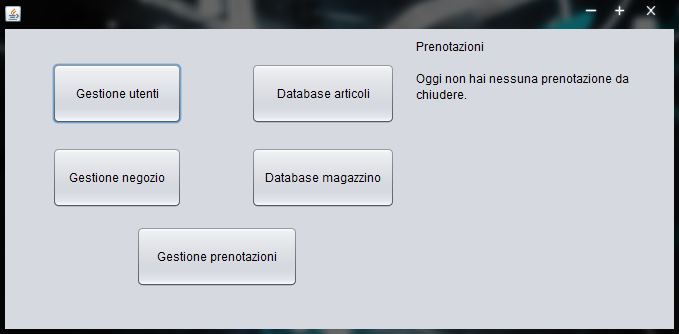 Prenotazioni
Oggi non hai nessuna prenotazione da
chiudere.
Gestione utenti
Database articoli
Gestione negozio
Database magazzino
Gestione prenotazioni